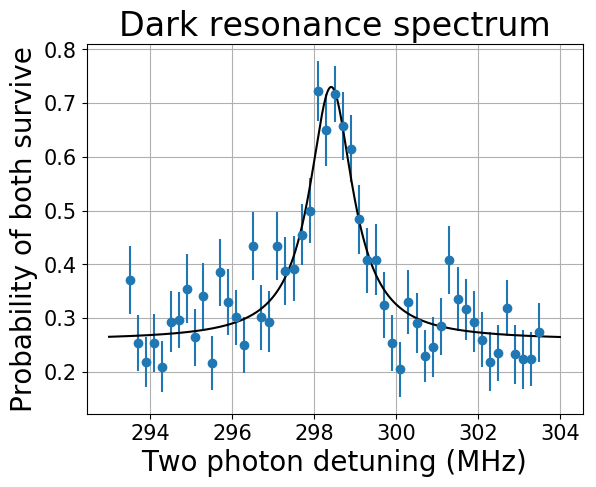 Dark resonance spectrum
Probability of both survive
0.8
0.7
0.6
0.5
0.4
0.3
0.2
294 296 298 300 302 304
Two photon detuning (MHz)